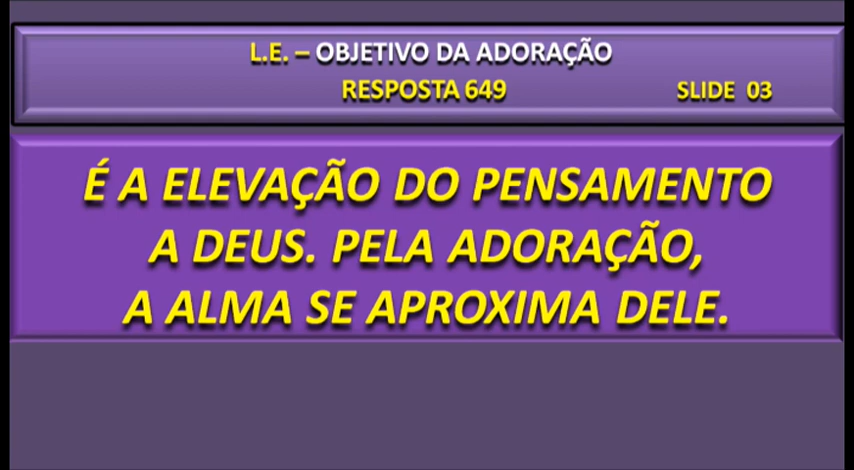 L.E. – OBJETIVO DA ADORAÇÃO
RESPOSTA 649 SLIDE 03
É A ELEVAÇÃO DO PENSAMENTO
A DEUS. PELA ADORAÇÃO,
A ALMA SE APROXIMA DELE.